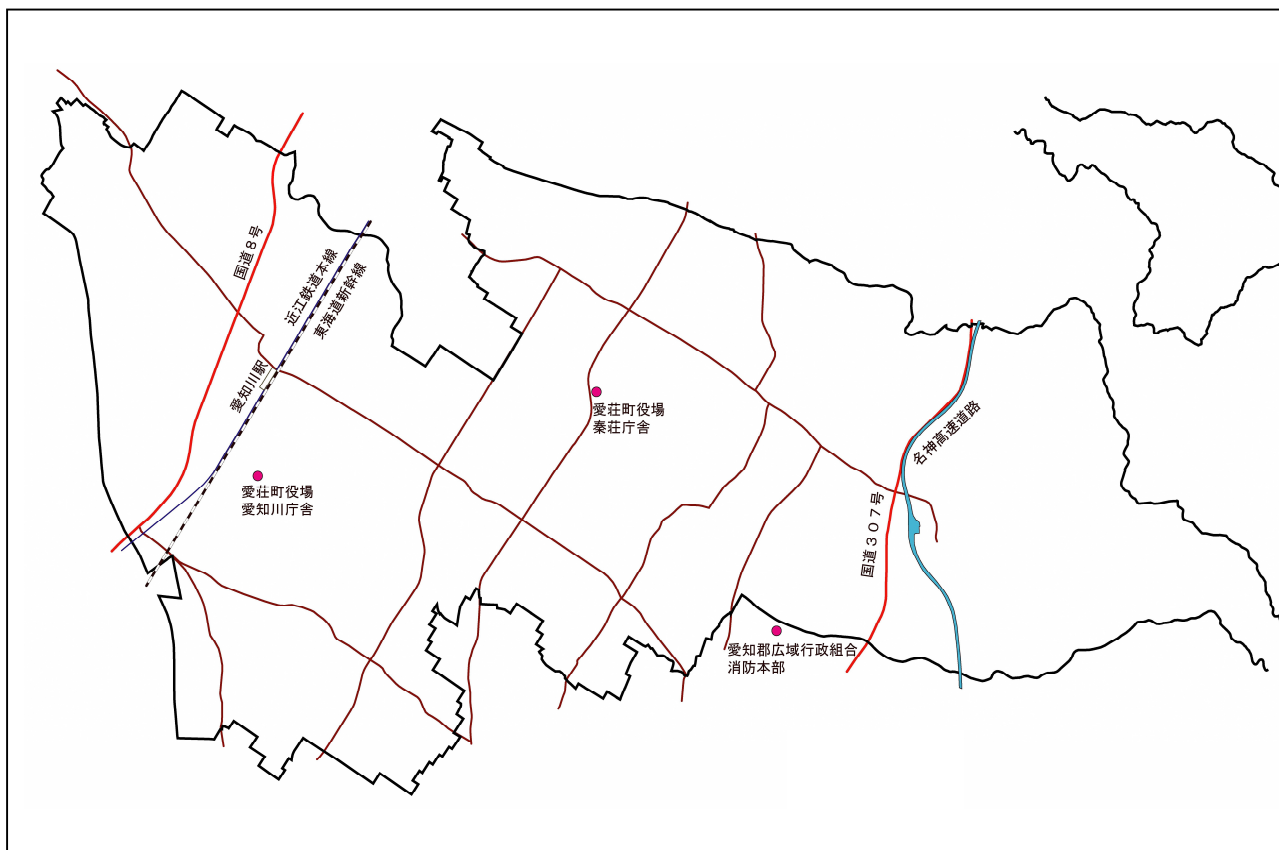 国道８号
近江鉄道本線
東海道新幹線
愛知川駅
愛荘町役場
愛知川庁舎
愛荘町役場
秦荘庁舎
名神高速道路
国道３０７号
愛知郡広域行政組合
消防本部